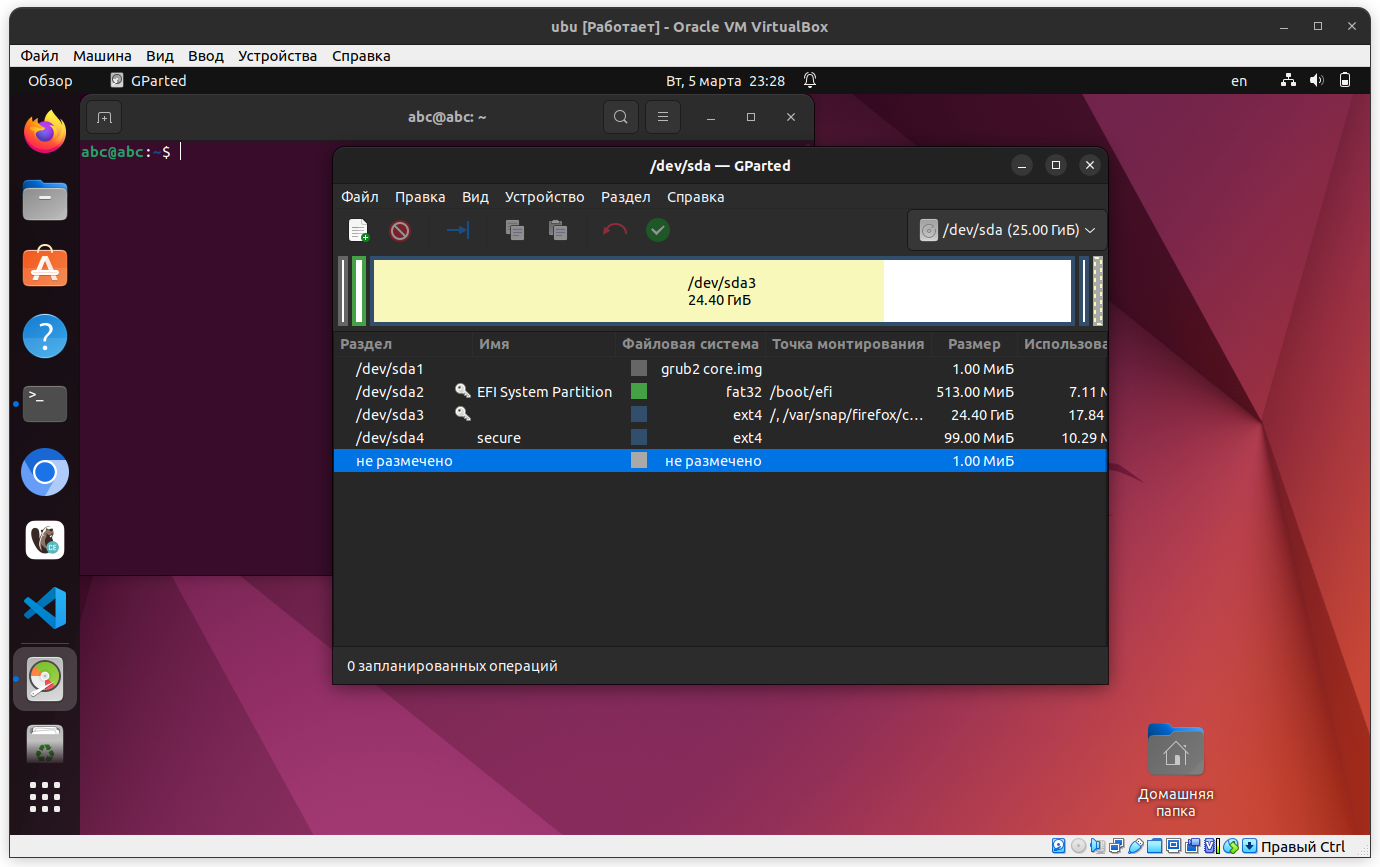 ubu [Работает] - Oracle VM VirtualBox
Файл Машина Вид Ввод Устройства Справка
Обзор GParted Вт, 5 марта 23:28 en
abc@abc: ~
abc@abc:~$
/dev/sda — GParted
Файл Правка Вид Устройство Раздел Справка
/dev/sda (25.00 ГиБ)
/dev/sda3
24.40 ГиБ
Раздел Имя Файловая система Точка монтирования Размер Использова
/dev/sda1 grub2 core.img 1.00 МиБ
/dev/sda2 EFI System Partition fat32 /boot/efi 513.00 МиБ 7.11 М
/dev/sda3 ext4 /, /var/snap/firefox/c... 24.40 ГиБ 17.84
/dev/sda4 secure ext4 99.00 МиБ 10.29 М
не размечено не размечено 1.00 МиБ
0 запланированных операций
Домашняя
папка
Правый Ctrl